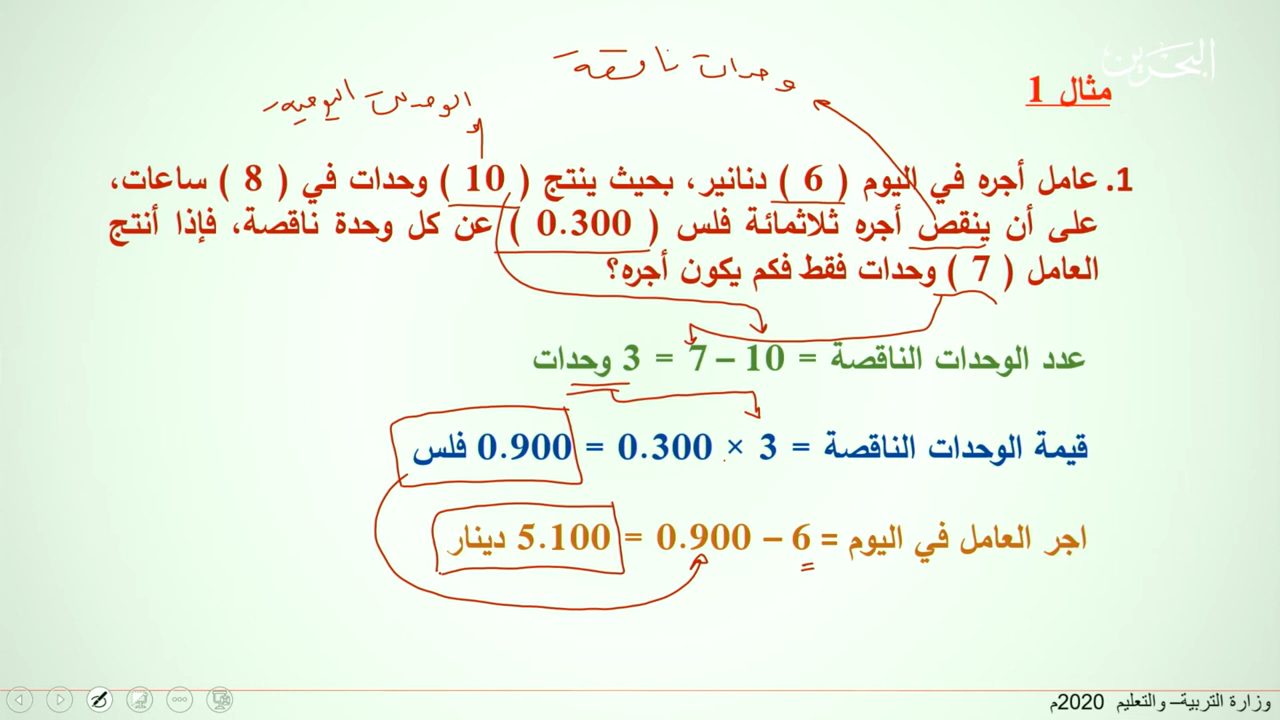 البحرين
مثال 1
وحدات ناقصة
الوحدات اليومية
1. عامل أجره في اليوم ( 6 ) دنانير، بحيث ينتج ( 10 ) وحدات في ( 8 ) ساعات،
على أن ينقص أجره ثلاثمائة فلس ( 0.300 ) عن كل وحدة ناقصة، فإذا أنتج
العامل ( 7 ) وحدات فقط فكم يكون أجره؟
عدد الوحدات الناقصة = 10 – 7 = 3 وحدات
قيمة الوحدات الناقصة = 3 × 0.300 = 0.900 فلس
اجر العامل في اليوم = 6 – 0.900 = 5.100 دينار
وزارة التربية– والتعليم 2020م